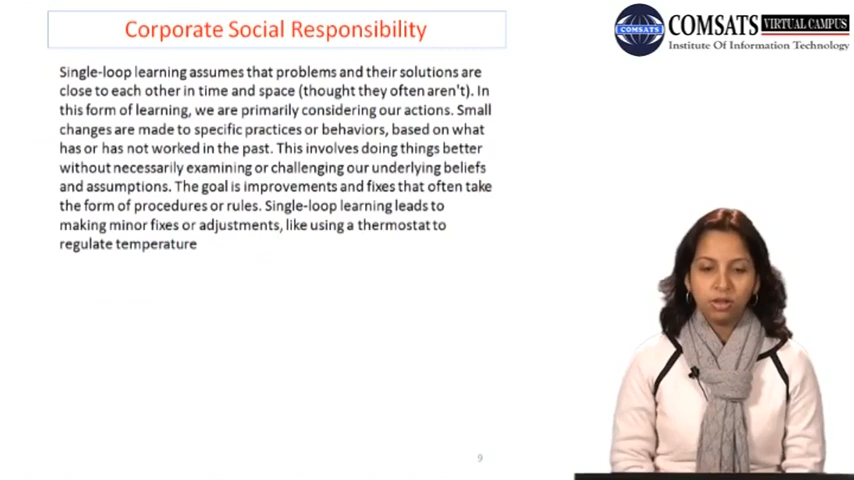 Corporate Social Responsibility
COMSATS
COMSATS VIRTUAL CAMPUS
Institute Of Information Technology
Single-loop learning assumes that problems and their solutions are
close to each other in time and space (thought they often aren't). In
this form of learning, we are primarily considering our actions. Small
changes are made to specific practices or behaviors, based on what
has or has not worked in the past. This involves doing things better
without necessarily examining or challenging our underlying beliefs
and assumptions. The goal is improvements and fixes that often take
the form of procedures or rules. Single-loop learning leads to
making minor fixes or adjustments, like using a thermostat to
regulate temperature
9